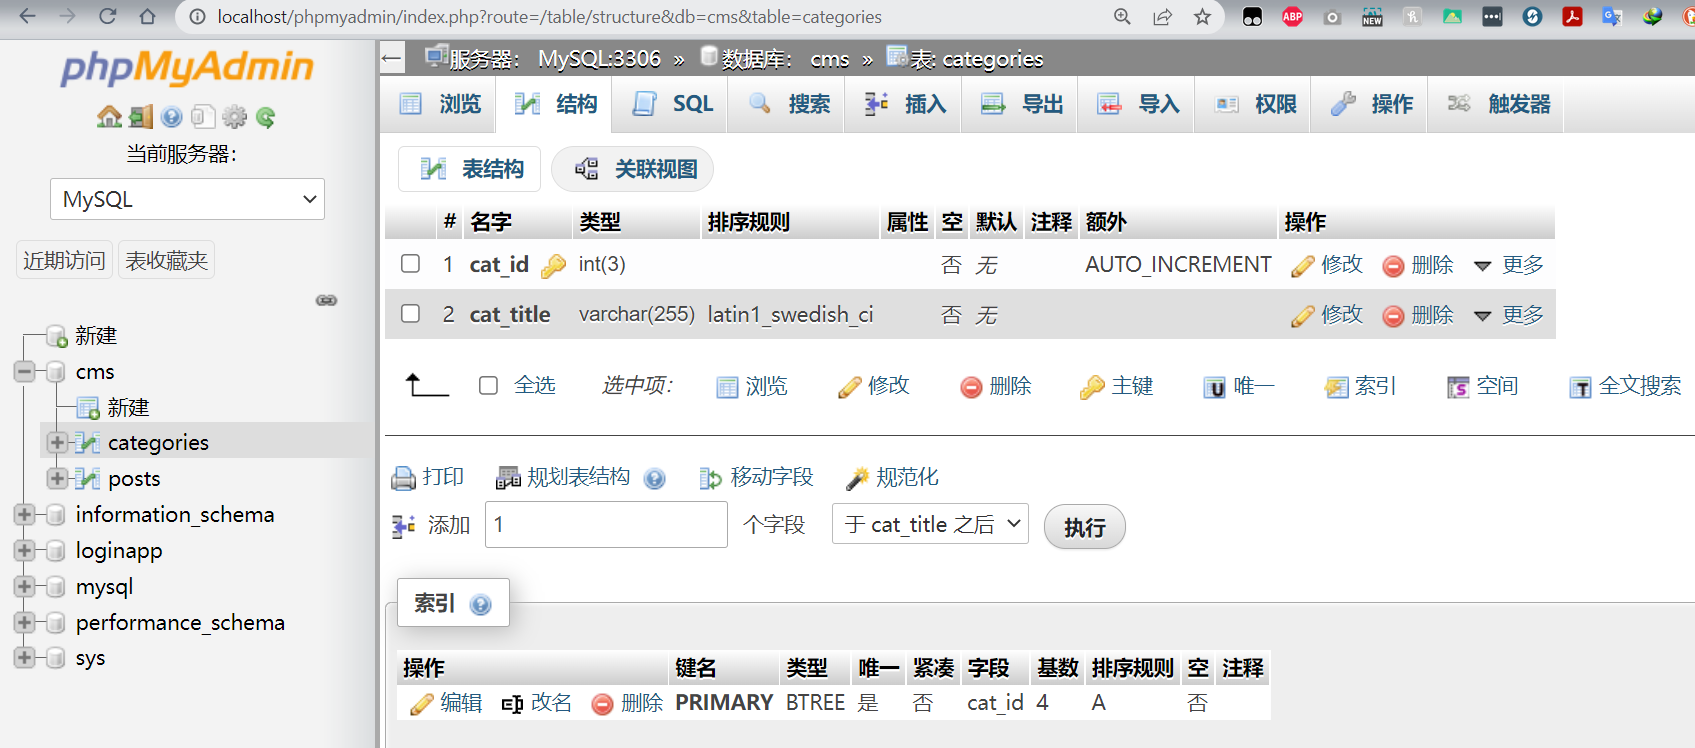 localhost/phpmyadmin/index.php?route=/table/structure&db=cms&table=categories
ABP
NEW
phpMyAdmin
当前服务器：
MySQL
近期访问 表收藏夹
新建
cms
新建
categories
posts
information_schema
loginapp
mysql
performance_schema
sys
服务器： MySQL:3306 » 数据库： cms » 表: categories
浏览 结构 SQL 搜索 插入 导出 导入 权限 操作 触发器
表结构 关联视图
# 名字 类型 排序规则 属性 空 默认 注释 额外 操作
1 cat_id int(3) 否 无 AUTO_INCREMENT 修改 删除 更多
2 cat_title varchar(255) latin1_swedish_ci 否 无 修改 删除 更多
全选 选中项： 浏览 修改 删除 主键 U 唯一 索引 S 空间 T 全文搜索
打印 规划表结构 移动字段 规范化
添加 1 个字段 于 cat_title 之后 执行
索引
操作 键名 类型 唯一 紧凑 字段 基数 排序规则 空 注释
编辑 改名 删除 PRIMARY BTREE 是 否 cat_id 4 A 否